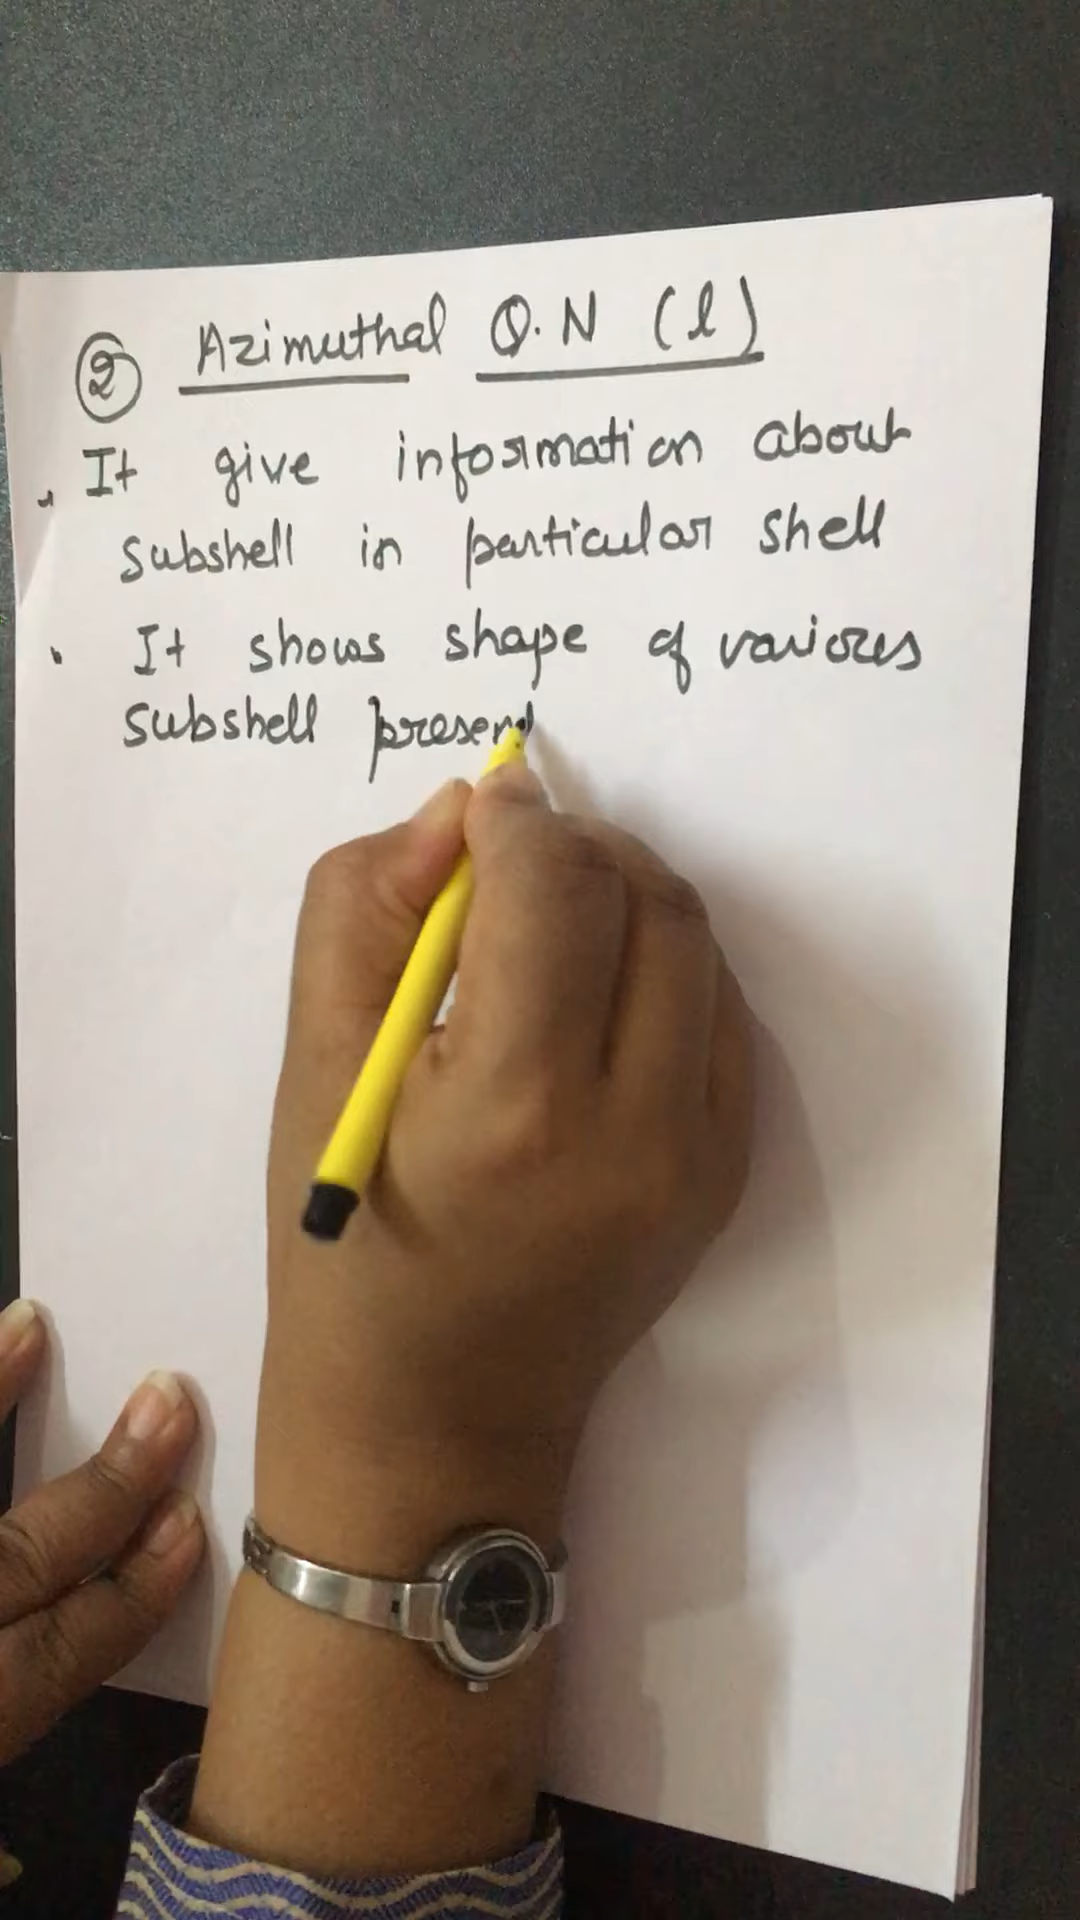 ② Azimuthal Q.N (l)
It give information about
subshell in particular shell
• It shows shape of various
subshell present